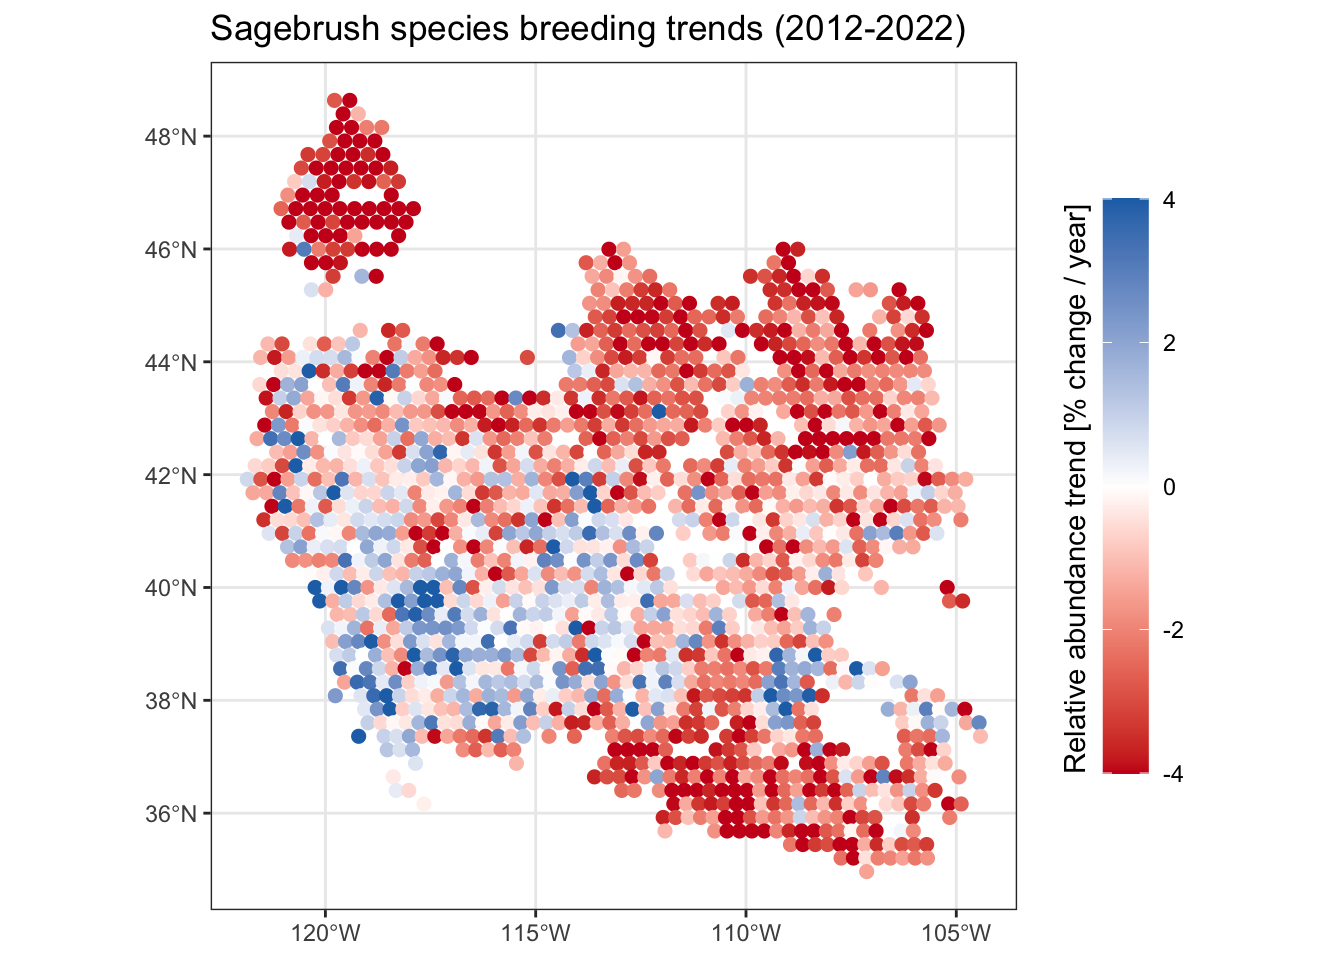 Sagebrush species breeding trends (2012-2022)
48°N
46°N
44°N
42°N
40°N
38°N
36°N
120°W
115°W
110°W
105°W
Relative abundance trend [% change / year]
4
2
0
-2
-4